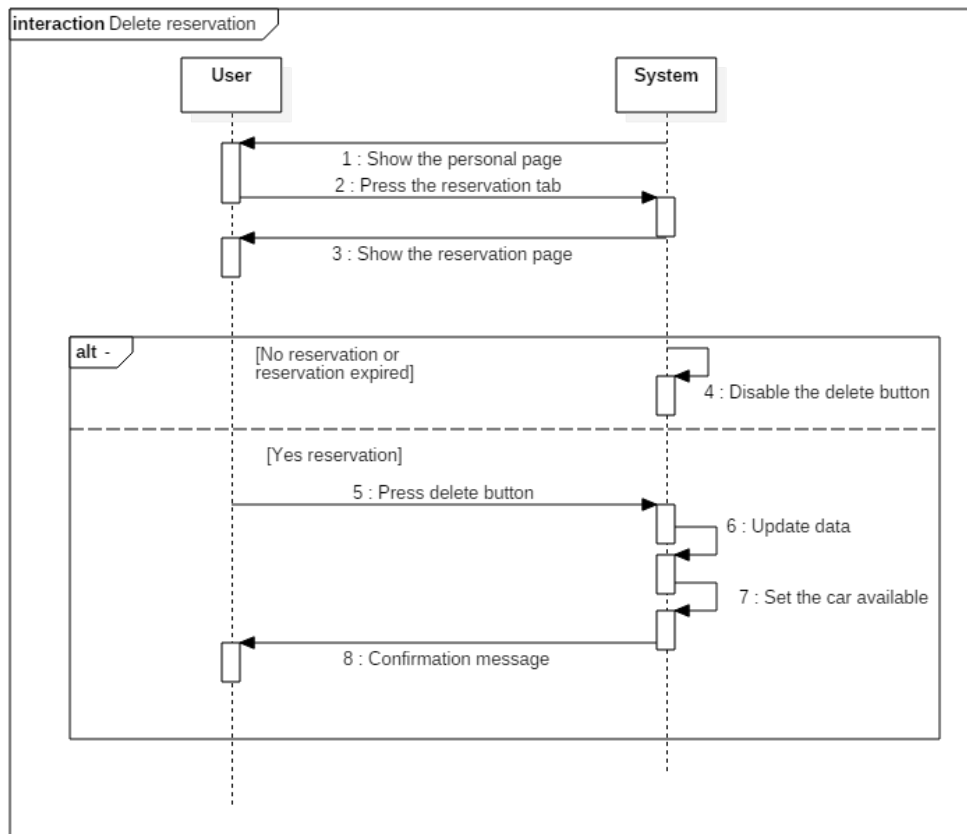 interaction Delete reservation
User
System
1 : Show the personal page
2 : Press the reservation tab
3 : Show the reservation page
alt -
[No reservation or
reservation expired]
4 : Disable the delete button
[Yes reservation]
5 : Press delete button
6 : Update data
7 : Set the car available
8 : Confirmation message